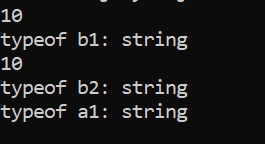 10
typeof b1: string
10
typeof b2: string
typeof a1: string